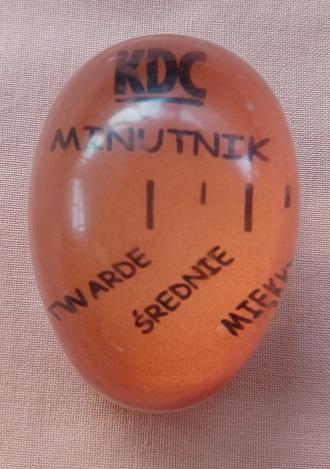 KDC
MINUTNIK
TWARDE
ŚREDNIE